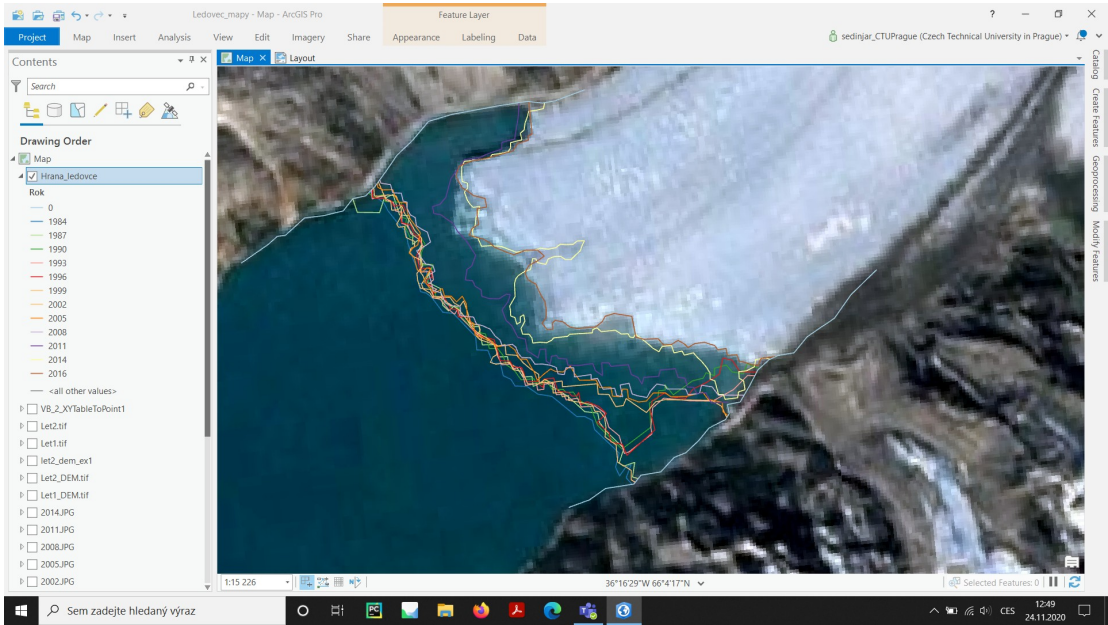 Ledovec_mapy - Map - ArcGIS Pro
Feature Layer
?
Project Map Insert Analysis View Edit Imagery Share Appearance Labeling Data
sedinjar_CTUPrague (Czech Technical University in Prague)
Contents
Map Layout
Search
Drawing Order
Map
Hrana_ledovce
Rok
0
1984
1987
1990
1993
1996
1999
2002
2005
2008
2011
2014
2016
<all other values>
VB_2_XYTableToPoint1
Let2.tif
Let1.tif
let2_dem_ex1
Let2_DEM.tif
Let1_DEM.tif
2014.JPG
2011.JPG
2008.JPG
2005.JPG
2002.JPG
Catalog
Create Features
Geoprocessing
Modify Features
1:15 226
36°16'29"W 66°4'17"N
Selected Features: 0
Sem zadejte hledaný výraz
PC
CES
12:49
24.11.2020